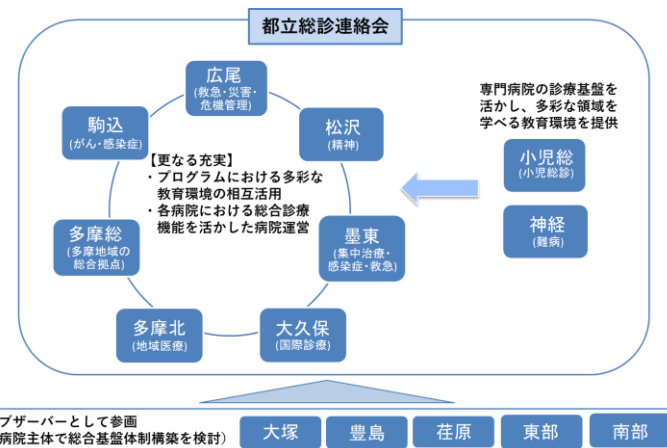 都立総診連絡会
広尾
(救急・災害・
危機管理)
駒込
(がん・感染症)
松沢
(精神)
【更なる充実】
・プログラムにおける多彩な
教育環境の相互活用
・各病院における総合診療
機能を活かした病院運営
多摩総
(多摩地域の
総合拠点)
墨東
(集中治療・
感染症・救急)
多摩北
(地域医療)
大久保
(国際診療)
専門病院の診療基盤を
活かし、多彩な領域を
学べる教育環境を提供
小児総
(小児総診)
神経
(難病)
ブザーバーとして参画
病院主体で総合基盤体制構築を検討)
大塚
豊島
荏原
東部
南部